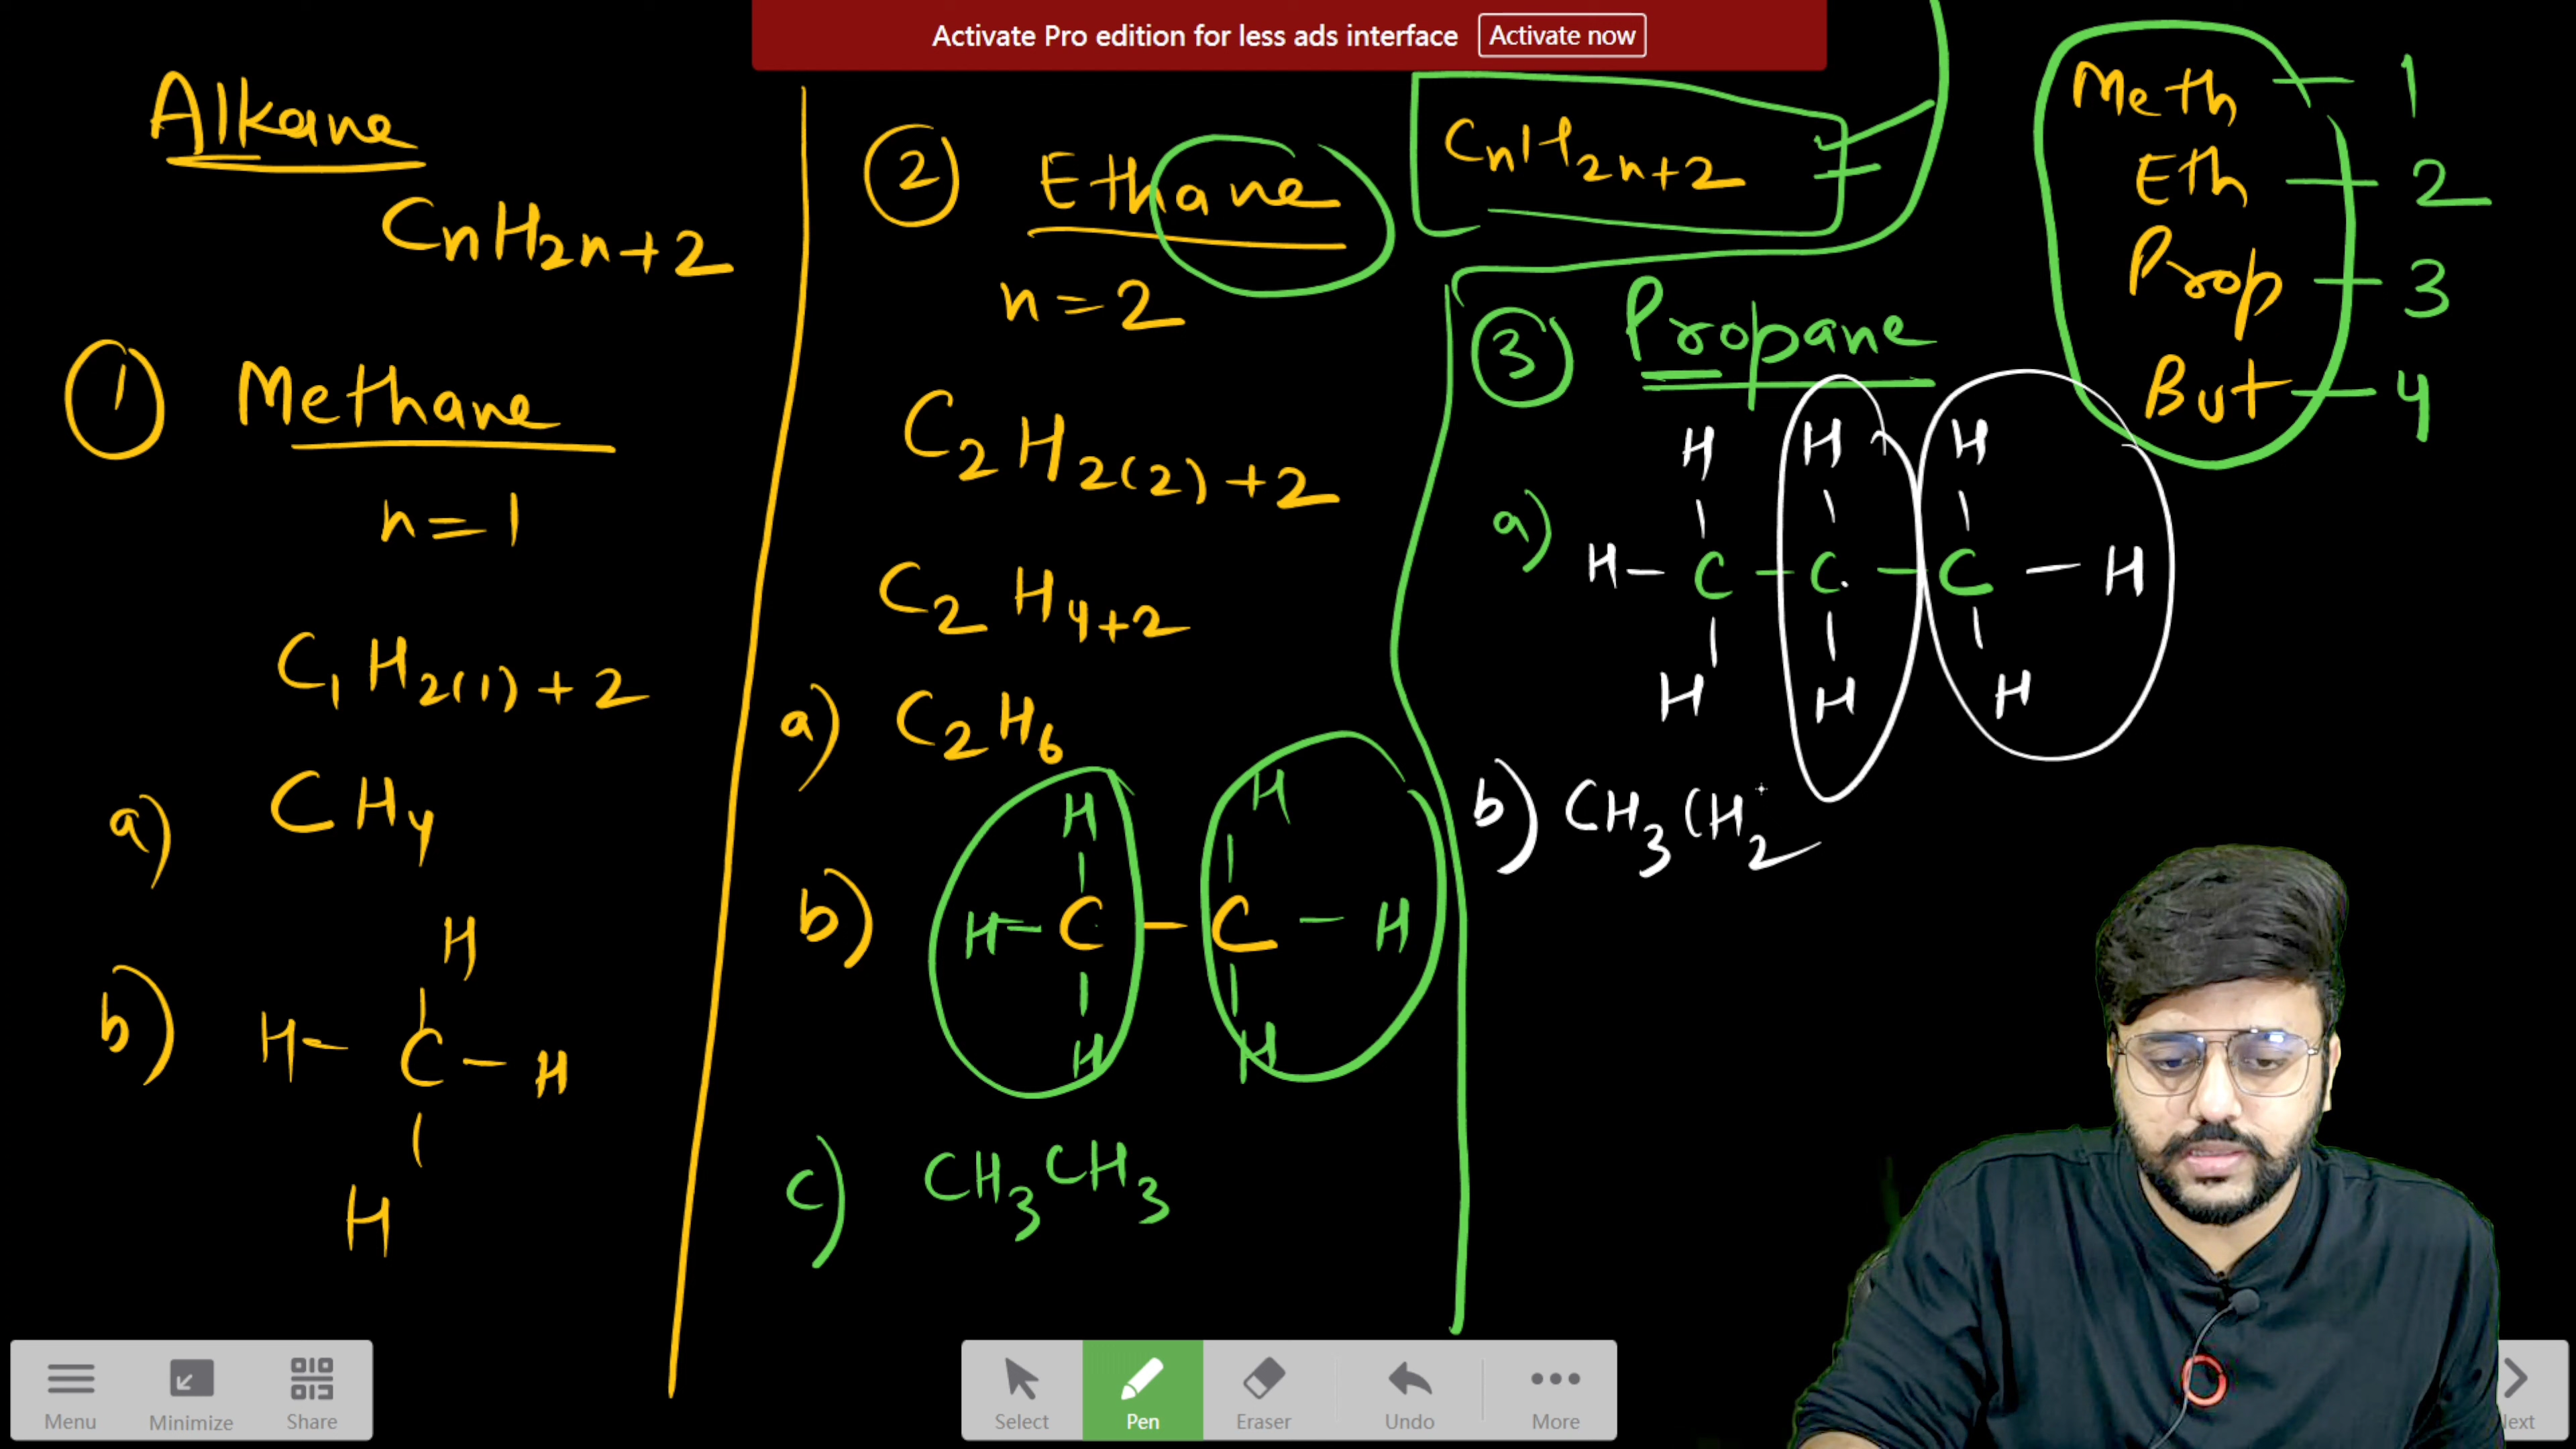 Activate Pro edition for less ads interface
Activate now
Alkane
CnH2n+2
1 Methane
n=1
C1H2(1)+2
a) CH4
b) H
H-C-H
H
2 Ethane
n=2
C2H2(2)+2
C2H4+2
a) C2H6
b) H H
H-C-C-H
H H
c) CH3CH3
CnH2n+2
3 Propane
a) H H H
H-C-C-C-H
H H H
b) CH3CH2
Meth - 1
Eth - 2
Prop - 3
But - 4
Menu
Minimize
Share
Select
Pen
Eraser
Undo
More